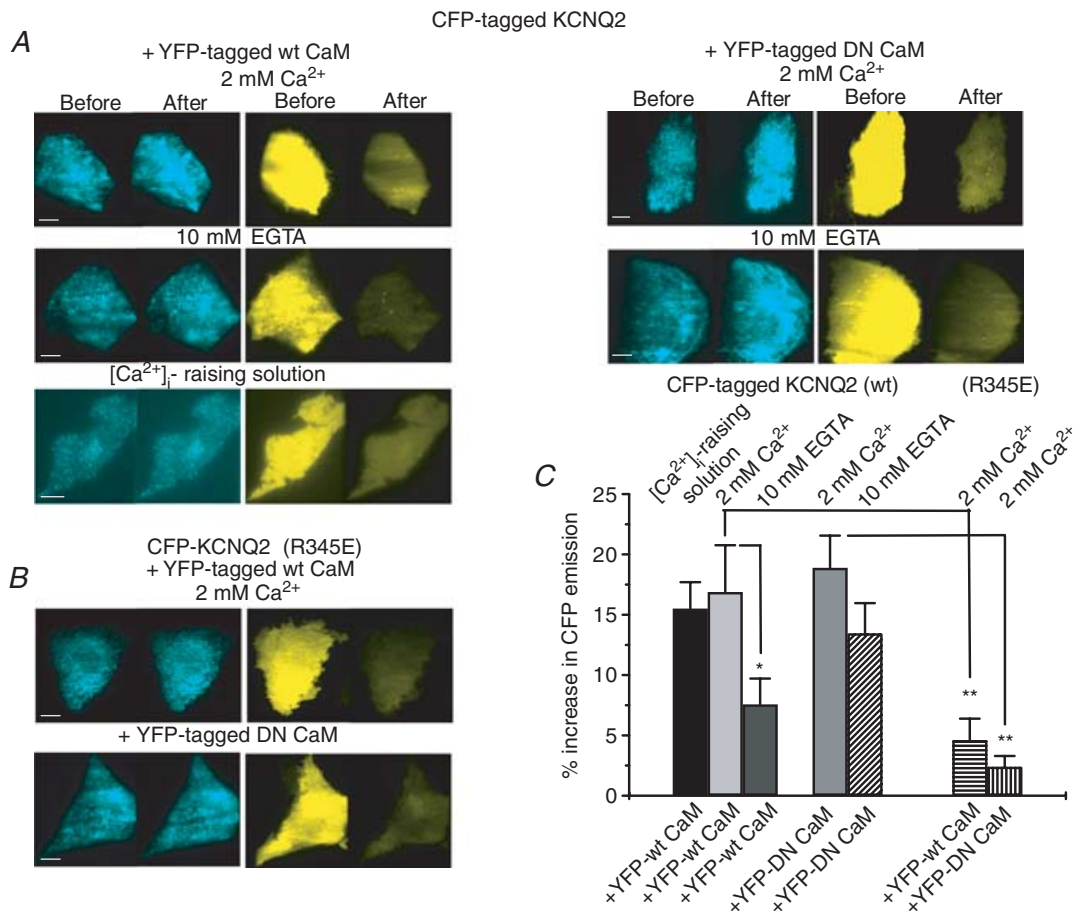 CFP-tagged KCNQ2
A
+ YFP-tagged wt CaM
2 mM Ca2+
Before After Before After
10 mM EGTA
[Ca2+]i- raising solution
+ YFP-tagged DN CaM
2 mM Ca2+
Before After Before After
10 mM EGTA
B
CFP-KCNQ2 (R345E)
+ YFP-tagged wt CaM
2 mM Ca2+
+ YFP-tagged DN CaM
C
CFP-tagged KCNQ2 (wt) (R345E)
[Ca2+]i-raising
solution
2 mM Ca2+
10 mM EGTA
2 mM Ca2+
10 mM EGTA
2 mM Ca2+
2 mM Ca2+
% increase in CFP emission
25
20
15
10
5
0
*
**
**
+YFP-wt CaM
+YFP-wt CaM
+YFP-wt CaM
+YFP-DN CaM
+YFP-DN CaM
+YFP-wt CaM
+YFP-DN CaM